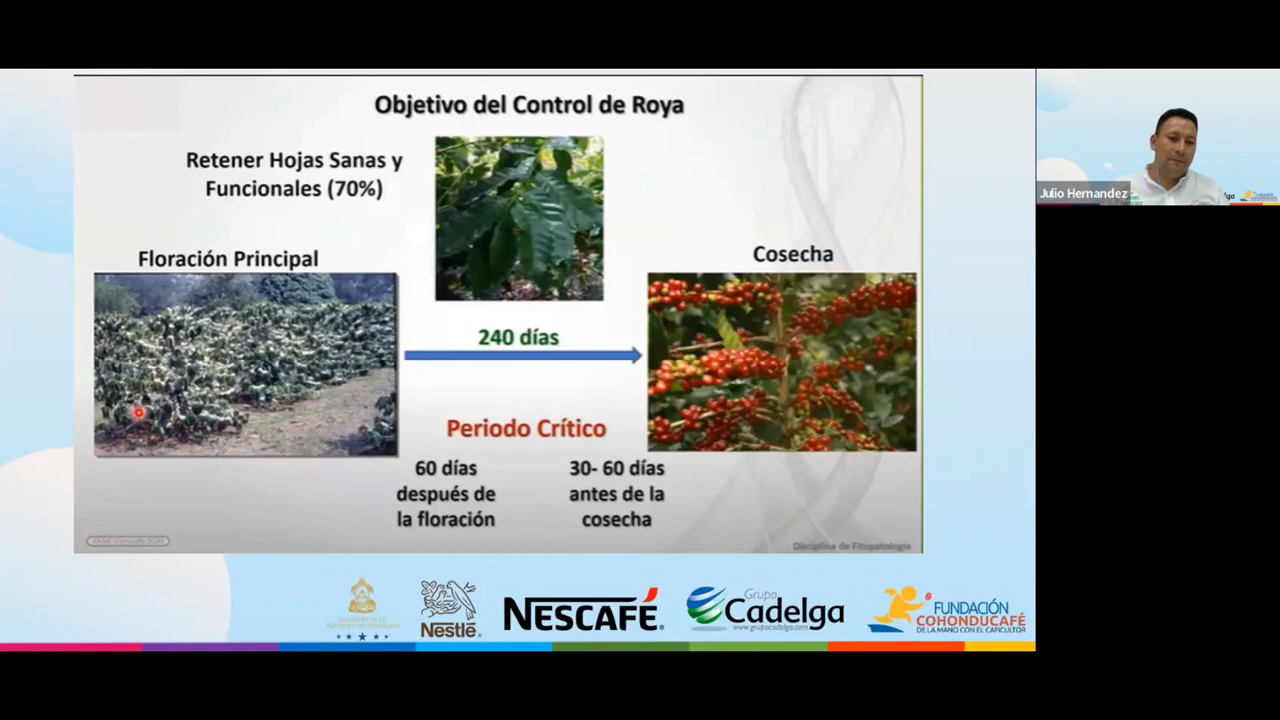 Objetivo del Control de Roya
Retener Hojas Sanas y
Funcionales (70%)
Floración Principal
Cosecha
240 días
Periodo Crítico
60 días
después de
la floración
30- 60 días
antes de la
cosecha
Disciplina de Fitopatología
Julio Hernandez
Nestlé
NESCAFÉ
Grupo
Cadelga
www.grupocadelga.com
FUNDACIÓN
COHONDUCAFÉ
DE LA MANO CON EL CAFICULTOR